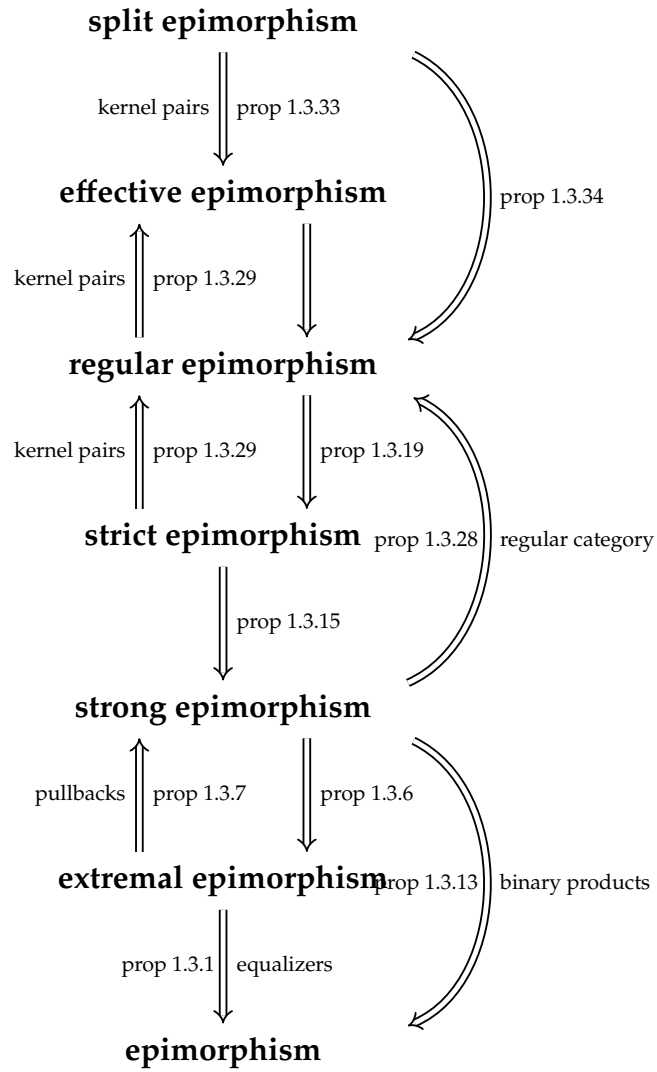 split epimorphism
kernel pairs prop 1.3.33
effective epimorphism
prop 1.3.34
kernel pairs prop 1.3.29
regular epimorphism
kernel pairs prop 1.3.29 prop 1.3.19
strict epimorphism prop 1.3.28 regular category
prop 1.3.15
strong epimorphism
pullbacks prop 1.3.7 prop 1.3.6
extremal epimorphism prop 1.3.13 binary products
prop 1.3.1 equalizers
epimorphism